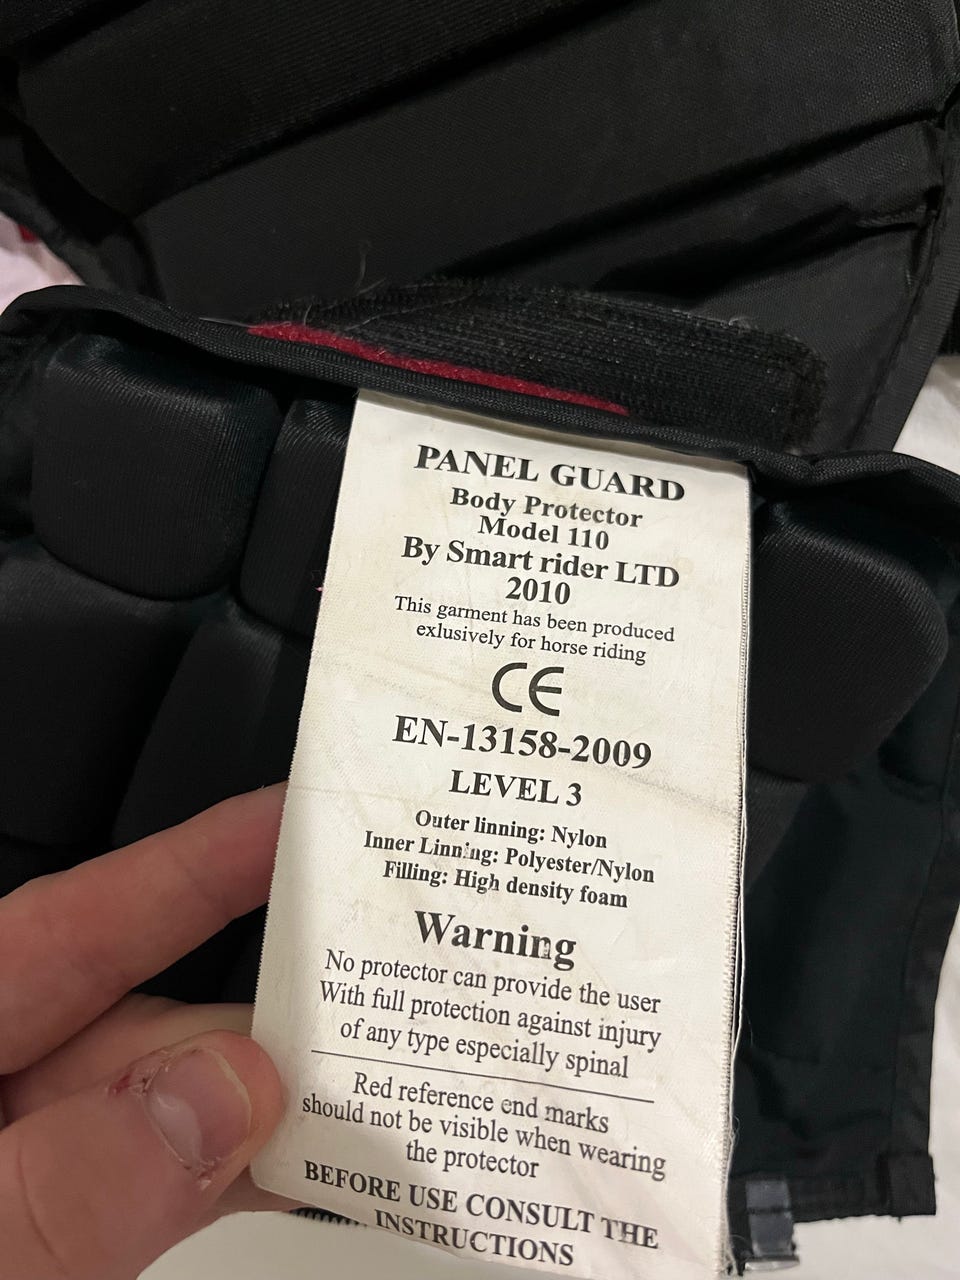 PANEL GUARD
Body Protector
Model 110
By Smart rider LTD
2010
This garment has been produced
exlusively for horse riding
CE
EN-13158-2009
LEVEL 3
Outer linning: Nylon
Inner Linning: Polyester/Nylon
Filling: High density foam
Warning
No protector can provide the user
With full protection against injury
of any type especially spinal
Red reference end marks
should not be visible when wearing
the protector
BEFORE USE CONSULT THE
INSTRUCTIONS